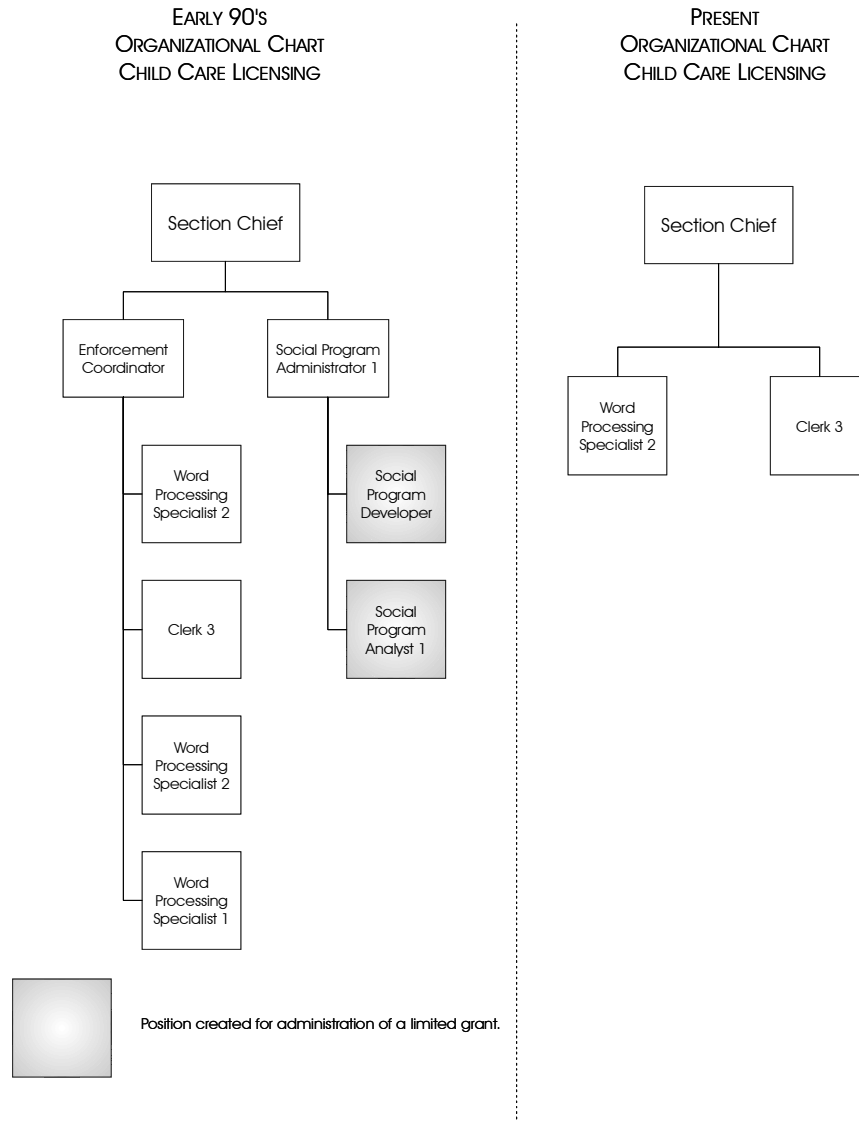 EARLY 90'S
ORGANIZATIONAL CHART
CHILD CARE LICENSING
Section Chief
Enforcement
Coordinator
Social Program
Administrator 1
Word
Processing
Specialist 2
Clerk 3
Word
Processing
Specialist 2
Word
Processing
Specialist 1
Social
Program
Developer
Social
Program
Analyst 1
Position created for administration of a limited grant.
PRESENT
ORGANIZATIONAL CHART
CHILD CARE LICENSING
Section Chief
Word
Processing
Specialist 2
Clerk 3